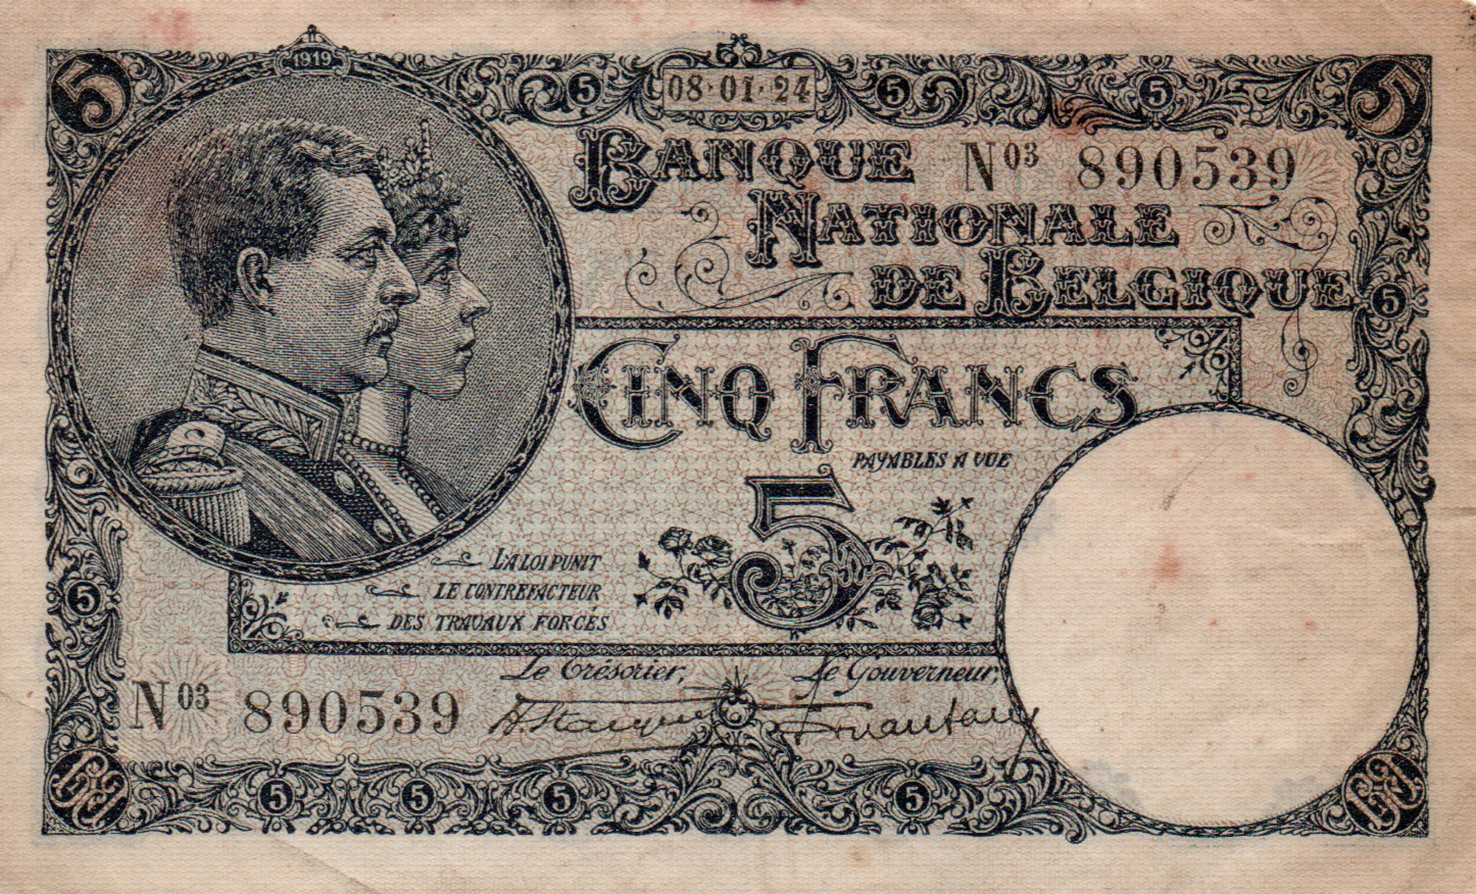 1919
5
5
08·01·24
5
5
5
BANQUE N⁰³ 890539
NATIONALE
DE BELGIQUE
5
CINQ FRANCS
PAYABLES A VUE
5
LA LOI PUNIT
LE CONTREFACTEUR
DES TRAVAUX FORCÉS
5
Le Trésorier, Le Gouverneur,
N⁰³ 890539
5
5
5
5